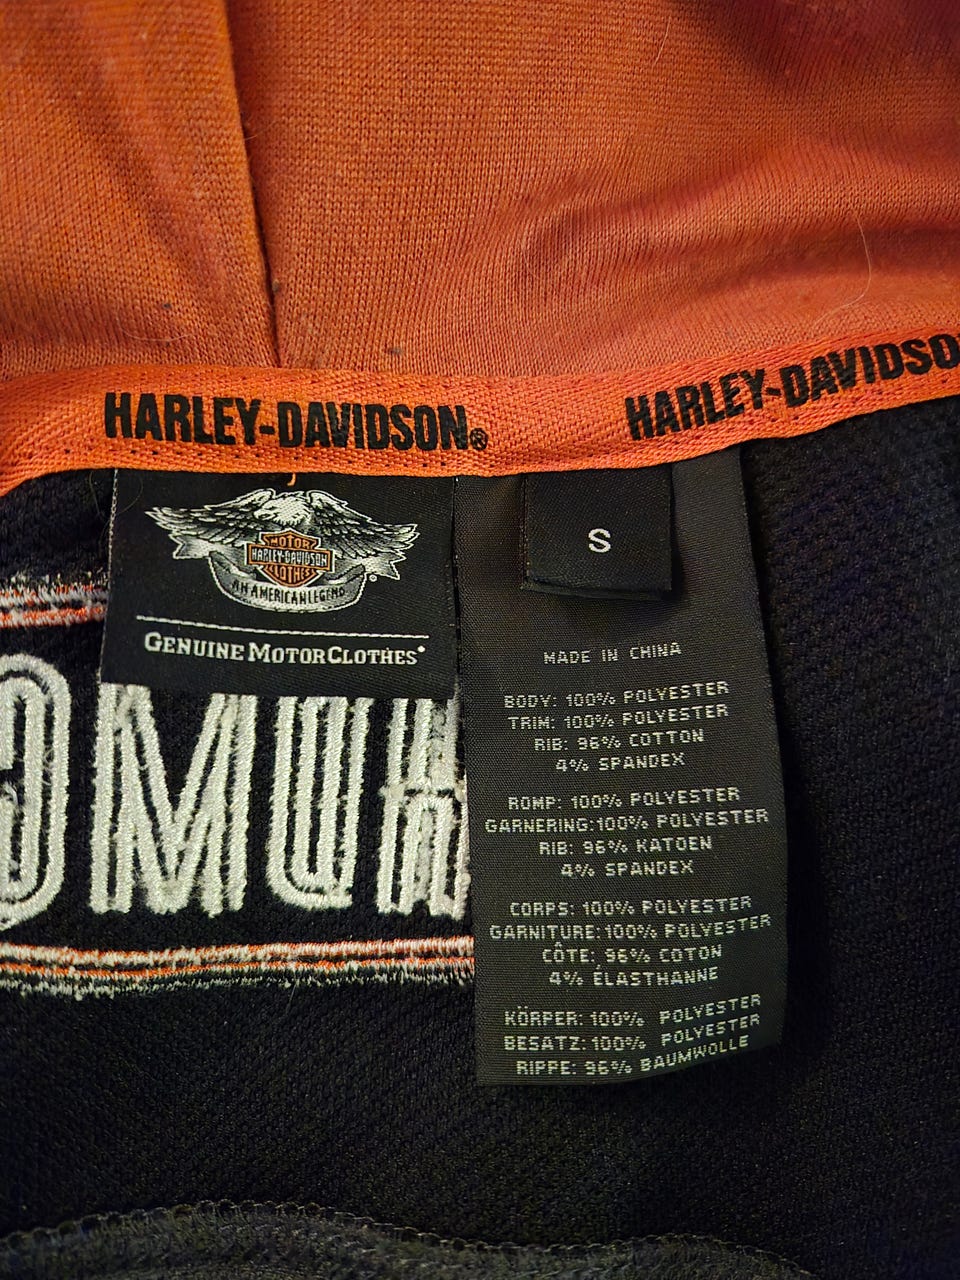 HARLEY-DAVIDSON®
HARLEY-DAVIDSO
MOTOR
HARLEY-DAVIDSON
CLOTHES
AN AMERICAN LEGEND
GENUINE MOTORCLOTHES®
S
MADE IN CHINA
BODY: 100% POLYESTER
TRIM: 100% POLYESTER
RIB: 96% COTTON
4% SPANDEX
ROMP: 100% POLYESTER
GARNERING:100% POLYESTER
RIB: 96% KATOEN
4% SPANDEX
CORPS: 100% POLYESTER
GARNITURE:100% POLYESTER
CÔTE: 96% COTON
4% ÉLASTHANNE
KÖRPER: 100% POLYESTER
BESATZ: 100% POLYESTER
RIPPE: 96% BAUMWOLLE